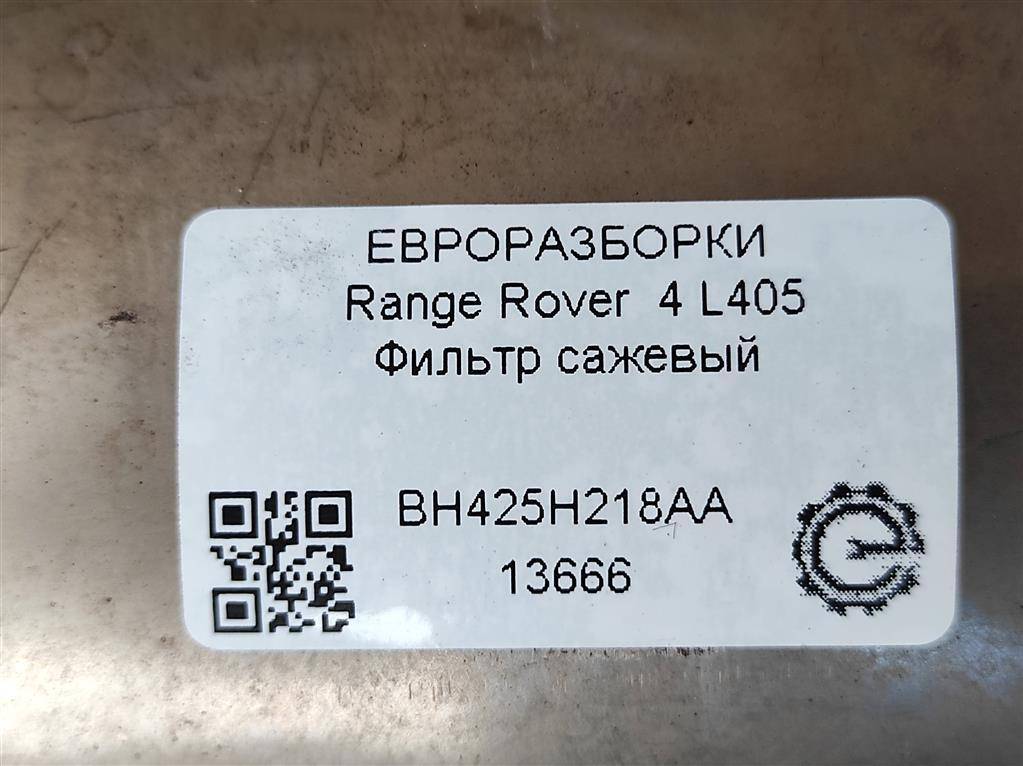 ЕВРОРАЗБОРКИ
Range Rover 4 L405
Фильтр сажевый
BH425H218AA
13666